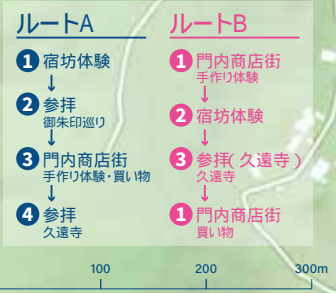 ルートA
1 宿坊体験
↓
2 参拝
御朱印巡り
↓
3 門内商店街
手作り体験・買い物
↓
4 参拝
久遠寺
ルートB
1 門内商店街
手作り体験
↓
2 宿坊体験
↓
3 参拝(久遠寺)
久遠寺
↓
1 門内商店街
買い物
100 200 300m